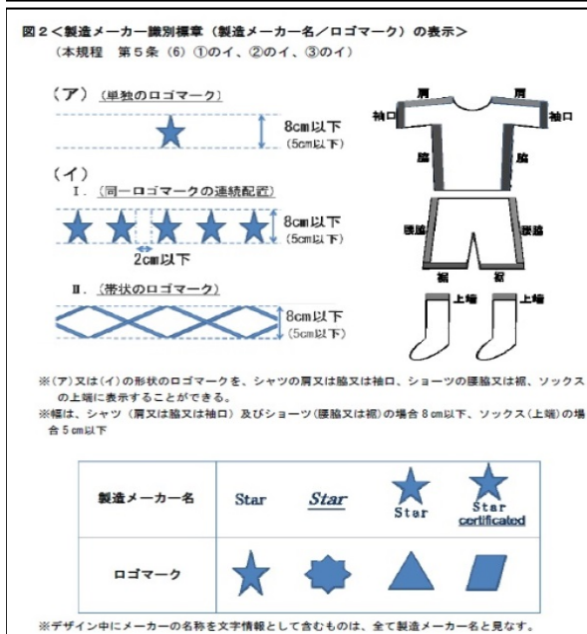 図２<製造メーカー識別標章（製造メーカー名／ロゴマーク）の表示>
（本規程　第５条（6）①のイ、②のイ、③のイ）
（ア）（単独のロゴマーク）
8cm以下
(5cm以下)
（イ）
Ⅰ．（同一ロゴマークの連続配置）
8cm以下
(5cm以下)
2cm以下
Ⅱ．（帯状のロゴマーク）
8cm以下
(5cm以下)
肩　肩
袖口　袖口
脇　脇
腰脇　腰脇
裾　裾
上端　上端
※(ア)又は(イ)の形状のロゴマークを、シャツの肩又は脇又は袖口、ショーツの腰脇又は裾、ソックス
の上端に表示することができる。
※幅は、シャツ（肩又は脇又は袖口）及びショーツ(腰脇又は裾)の場合８cm以下、ソックス(上端)の場
合５cm以下
製造メーカー名　Star　Star　Star　Star
certificated
ロゴマーク
※デザイン中にメーカーの名称を文字情報として含むものは、全て製造メーカー名と見なす。